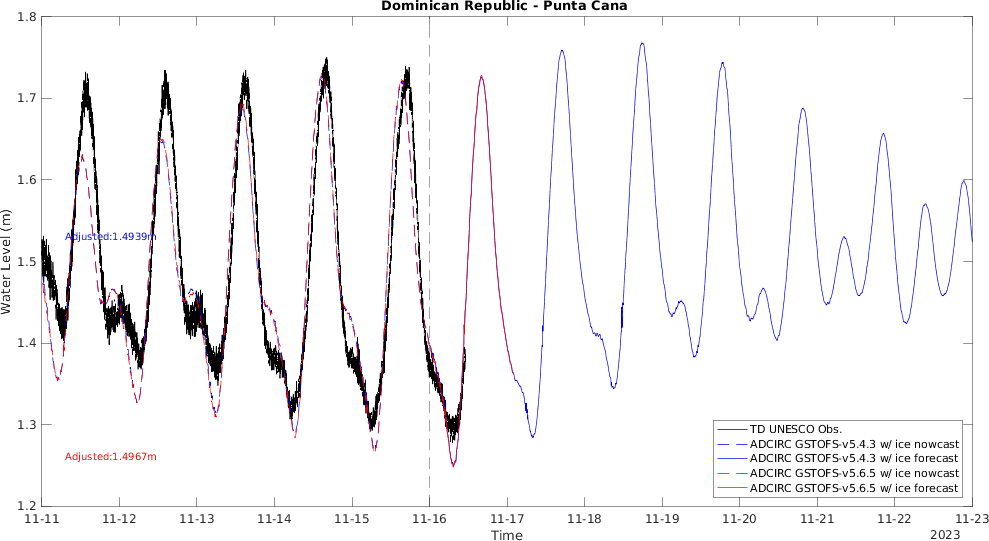 Dominican Republic - Punta Cana
1.8
1.7
1.6
1.5
1.4
1.3
1.2
Water Level (m)
Adjusted:1.4939m
Adjusted:1.4967m
TD UNESCO Obs.
ADCIRC GSTOFS-v5.4.3 w/ ice nowcast
ADCIRC GSTOFS-v5.4.3 w/ ice forecast
ADCIRC GSTOFS-v5.6.5 w/ ice nowcast
ADCIRC GSTOFS-v5.6.5 w/ ice forecast
11-11 11-12 11-13 11-14 11-15 11-16 11-17 11-18 11-19 11-20 11-21 11-22 11-23
Time
2023